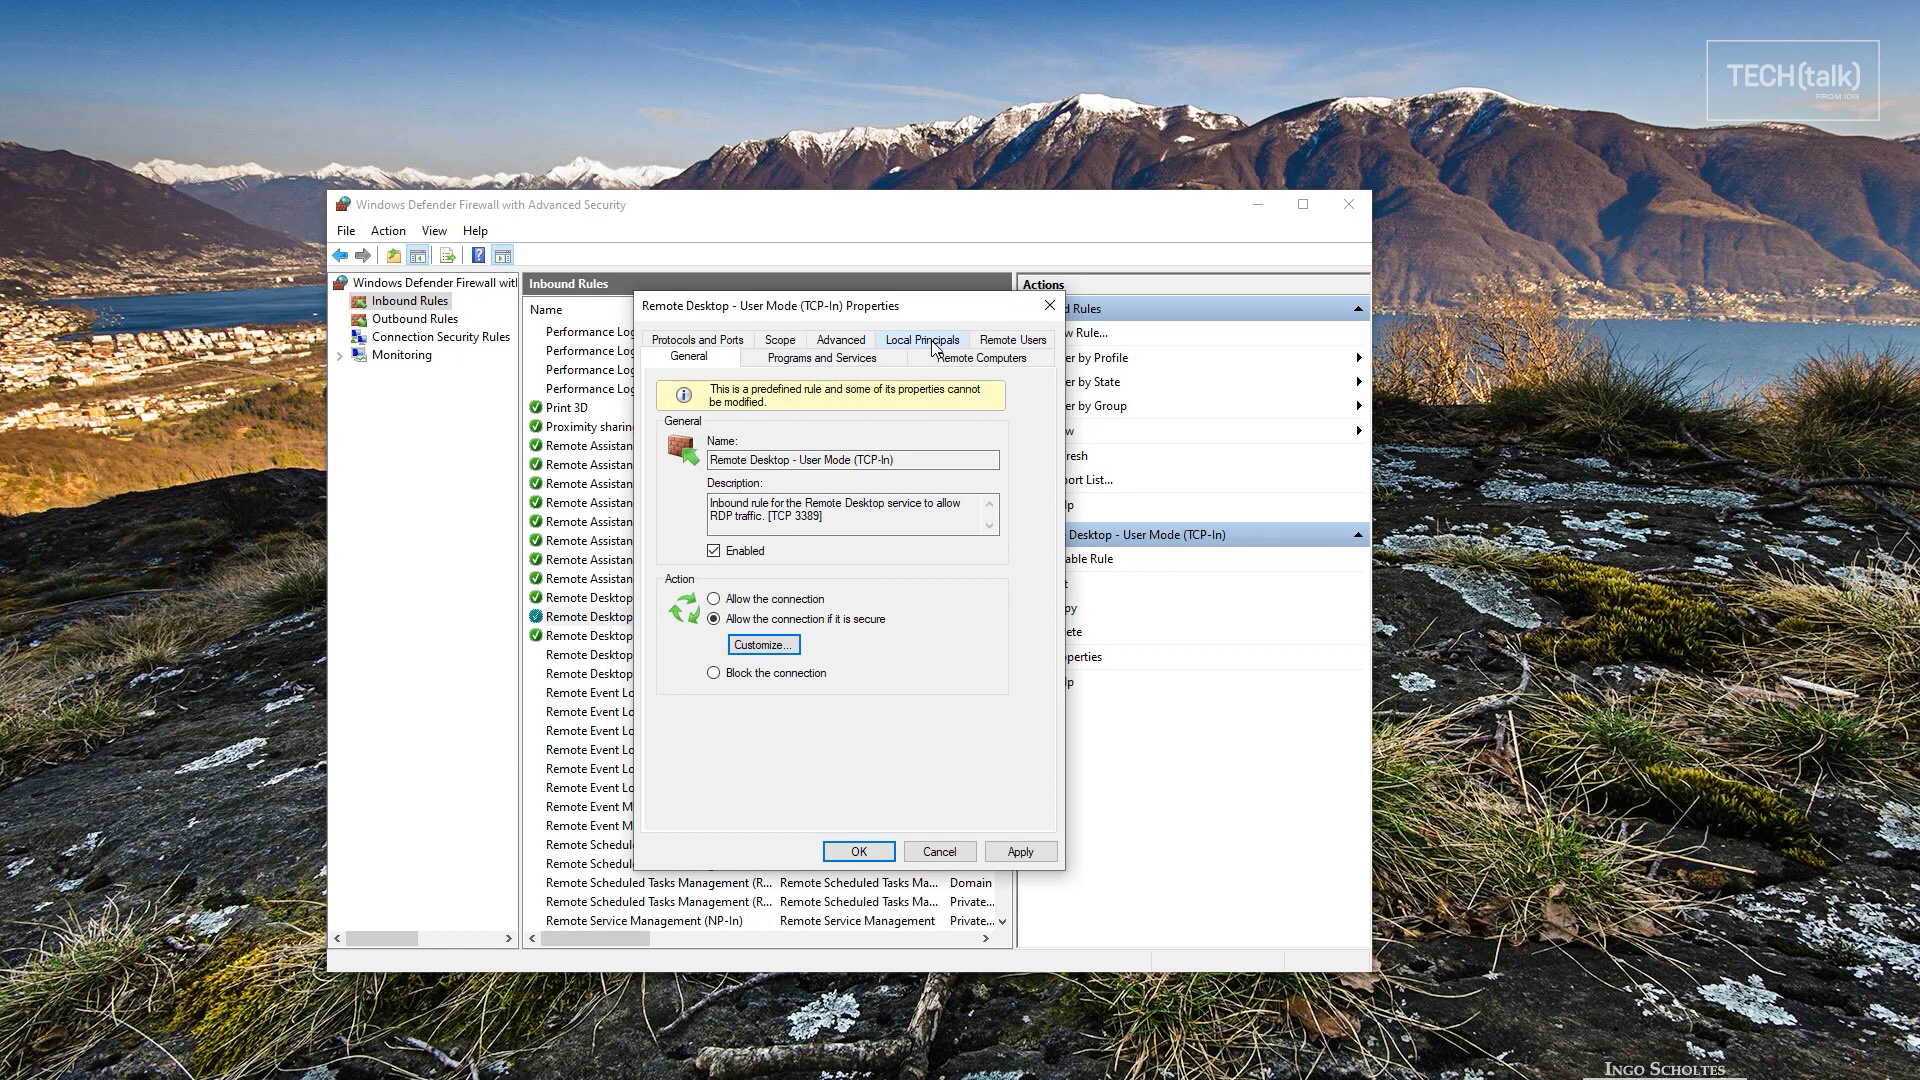 TECH(talk)
FROM IDG
Windows Defender Firewall with Advanced Security
File Action View Help
Windows Defender Firewall wit
Inbound Rules
Outbound Rules
Connection Security Rules
Monitoring
Inbound Rules
Name
Performance Lo
Performance Lo
Performance Lo
Performance Lo
Print 3D
Proximity sharin
Remote Assistan
Remote Assistan
Remote Assistan
Remote Assistan
Remote Assistan
Remote Assistan
Remote Assistan
Remote Assistan
Remote Desktop
Remote Desktop
Remote Desktop
Remote Desktop
Remote Desktop
Remote Event Lo
Remote Event Lo
Remote Event Lo
Remote Event Lo
Remote Event Lo
Remote Event Lo
Remote Event M
Remote Event M
Remote Schedul
Remote Schedul
Remote Scheduled Tasks Management (R... Remote Scheduled Tasks Ma... Domain
Remote Scheduled Tasks Management (R... Remote Scheduled Tasks Ma... Private...
Remote Service Management (NP-In) Remote Service Management Private...
Remote Desktop - User Mode (TCP-In) Properties
Protocols and Ports Scope Advanced Local Principals Remote Users
General Programs and Services Remote Computers
This is a predefined rule and some of its properties cannot
be modified.
General
Name:
Remote Desktop - User Mode (TCP-In)
Description:
Inbound rule for the Remote Desktop service to allow
RDP traffic. [TCP 3389]
Enabled
Action
Allow the connection
Allow the connection if it is secure
Customize...
Block the connection
OK Cancel Apply
Actions
d Rules
w Rule...
er by Profile
er by State
er by Group
w
resh
port List...
lp
Desktop - User Mode (TCP-In)
able Rule
t
py
ete
operties
lp
INGO SCHOLTES